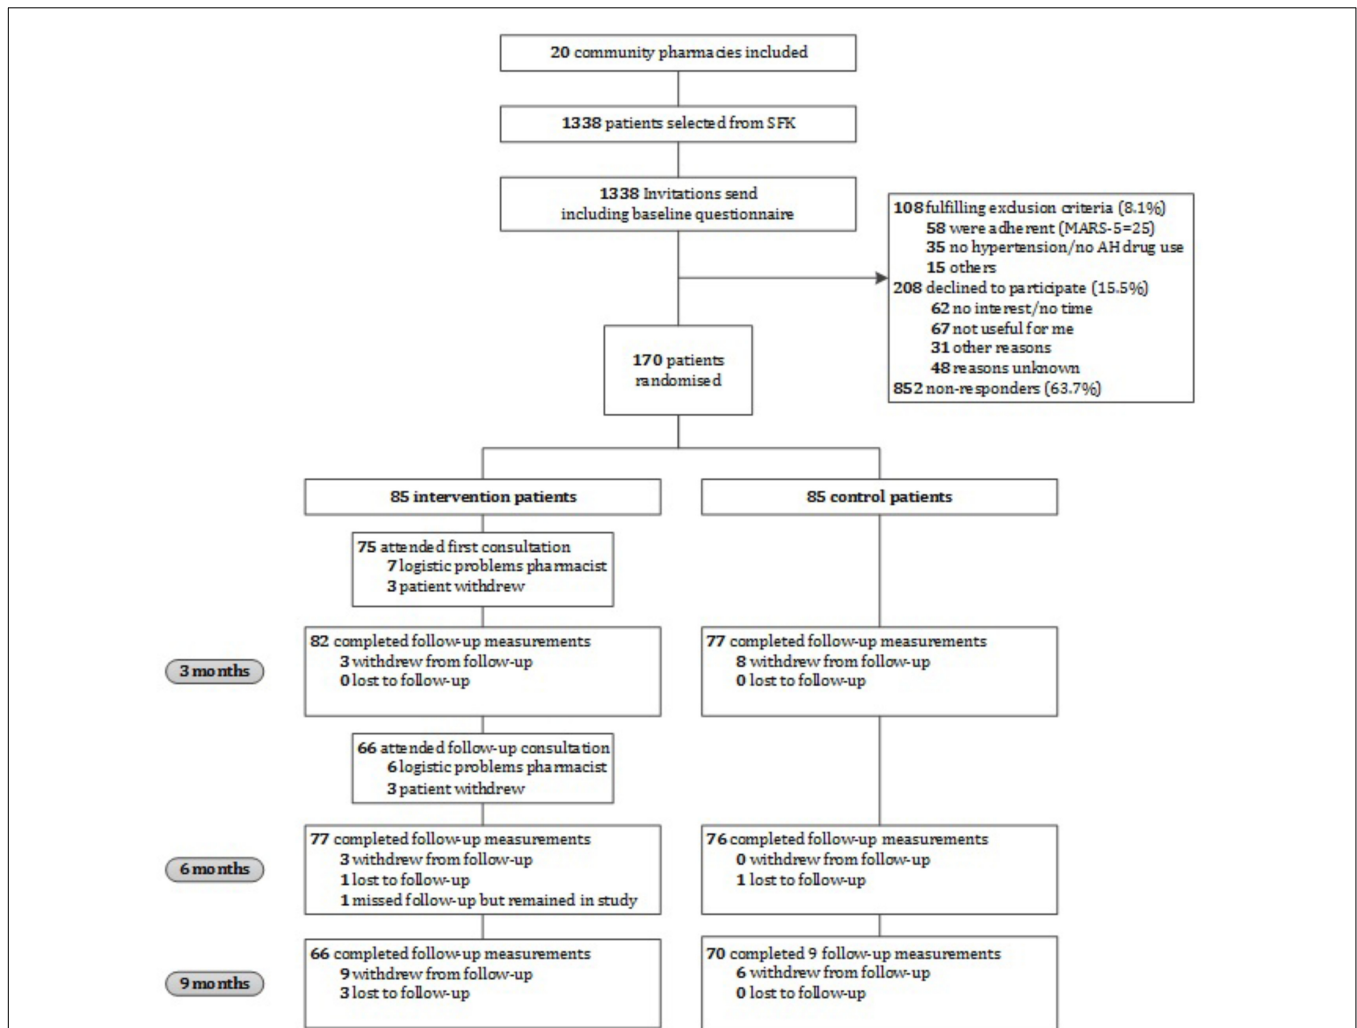 20 community pharmacies included
1338 patients selected from SFK
1338 Invitations send
including baseline questionnaire
108 fulfilling exclusion criteria (8.1%)
58 were adherent (MARS-5=25)
35 no hypertension/no AH drug use
15 others
208 declined to participate (15.5%)
62 no interest/no time
67 not useful for me
31 other reasons
48 reasons unknown
852 non-responders (63.7%)
170 patients
randomised
85 intervention patients
85 control patients
75 attended first consultation
7 logistic problems pharmacist
3 patient withdrew
3 months
82 completed follow-up measurements
3 withdrew from follow-up
0 lost to follow-up
77 completed follow-up measurements
8 withdrew from follow-up
0 lost to follow-up
66 attended follow-up consultation
6 logistic problems pharmacist
3 patient withdrew
6 months
77 completed follow-up measurements
3 withdrew from follow-up
1 lost to follow-up
1 missed follow-up but remained in study
76 completed follow-up measurements
0 withdrew from follow-up
1 lost to follow-up
9 months
66 completed follow-up measurements
9 withdrew from follow-up
3 lost to follow-up
70 completed 9 follow-up measurements
6 withdrew from follow-up
0 lost to follow-up